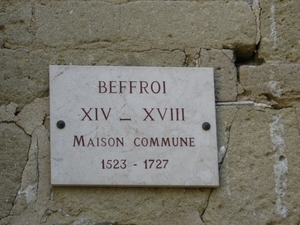 BEFFROI
XIV _ XVIII
MAISON COMMUNE
1523 - 1727